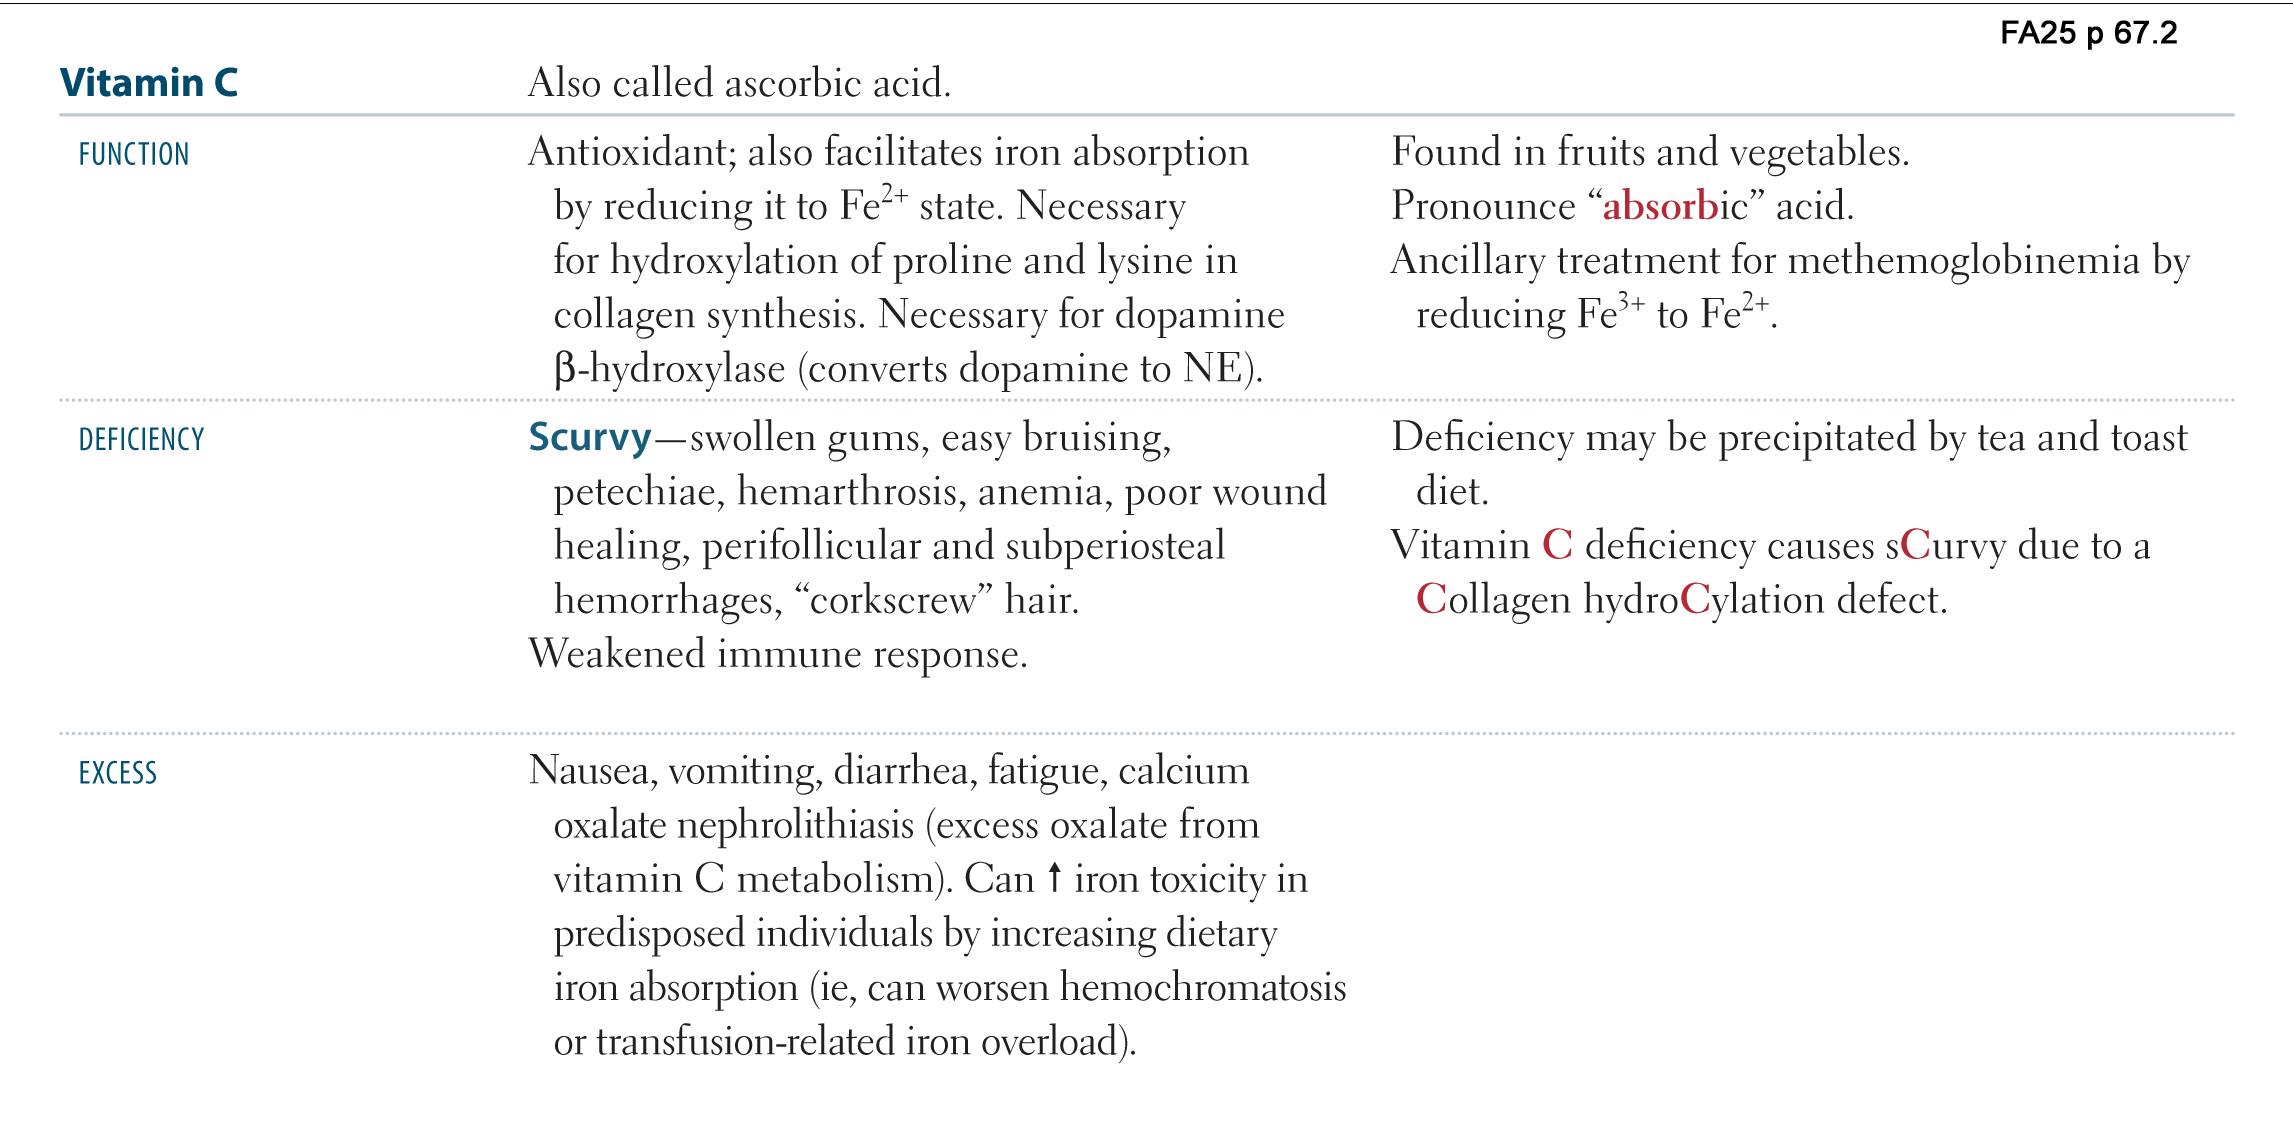 FA25 p 67.2
Vitamin C
Also called ascorbic acid.
FUNCTION
Antioxidant; also facilitates iron absorption
by reducing it to Fe²⁺ state. Necessary
for hydroxylation of proline and lysine in
collagen synthesis. Necessary for dopamine
β-hydroxylase (converts dopamine to NE).
Found in fruits and vegetables.
Pronounce “absorbic” acid.
Ancillary treatment for methemoglobinemia by
reducing Fe³⁺ to Fe²⁺.
DEFICIENCY
Scurvy—swollen gums, easy bruising,
petechiae, hemarthrosis, anemia, poor wound
healing, perifollicular and subperiosteal
hemorrhages, “corkscrew” hair.
Weakened immune response.
Deficiency may be precipitated by tea and toast
diet.
Vitamin C deficiency causes sCurvy due to a
Collagen hydroCylation defect.
EXCESS
Nausea, vomiting, diarrhea, fatigue, calcium
oxalate nephrolithiasis (excess oxalate from
vitamin C metabolism). Can ↑ iron toxicity in
predisposed individuals by increasing dietary
iron absorption (ie, can worsen hemochromatosis
or transfusion-related iron overload).